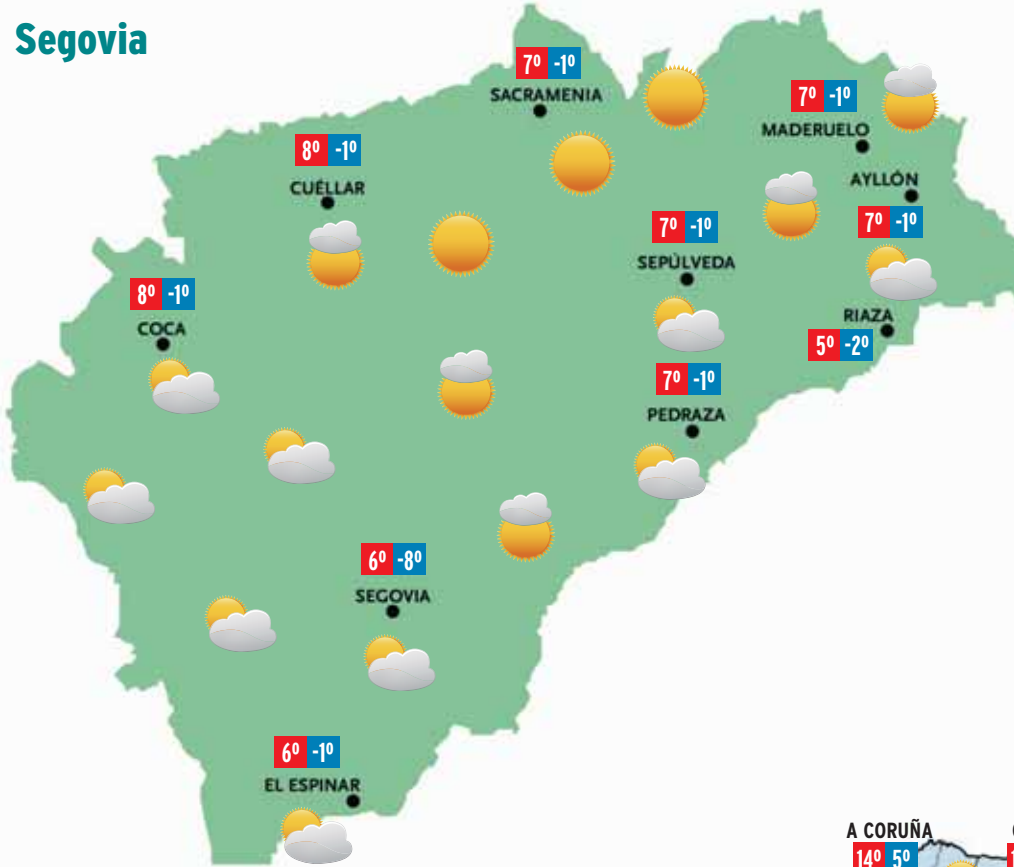 Segovia
7º -1º
SACRAMENIA
7º -1º
MADERUELO
8º -1º
CUÉLLAR
AYLLÓN
7º -1º
7º -1º
SEPÚLVEDA
8º -1º
COCA
RIAZA
5º -2º
7º -1º
PEDRAZA
6º -8º
SEGOVIA
6º -1º
EL ESPINAR
A CORUÑA
14º 5º